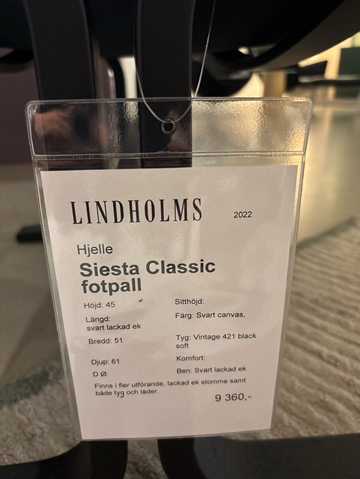 LINDHOLMS 2022
Hjelle
Siesta Classic
fotpall
Höjd: 45 Sitthöjd:
Längd: Färg: Svart canvas,
svart lackad ek
Bredd: 51 Tyg: Vintage 421 black
soft
Djup: 61 Komfort:
D Ø: Ben: Svart lackad ek
Finns i fler utförande, lackad ek stomme samt
både tyg och läder.
9 360,-